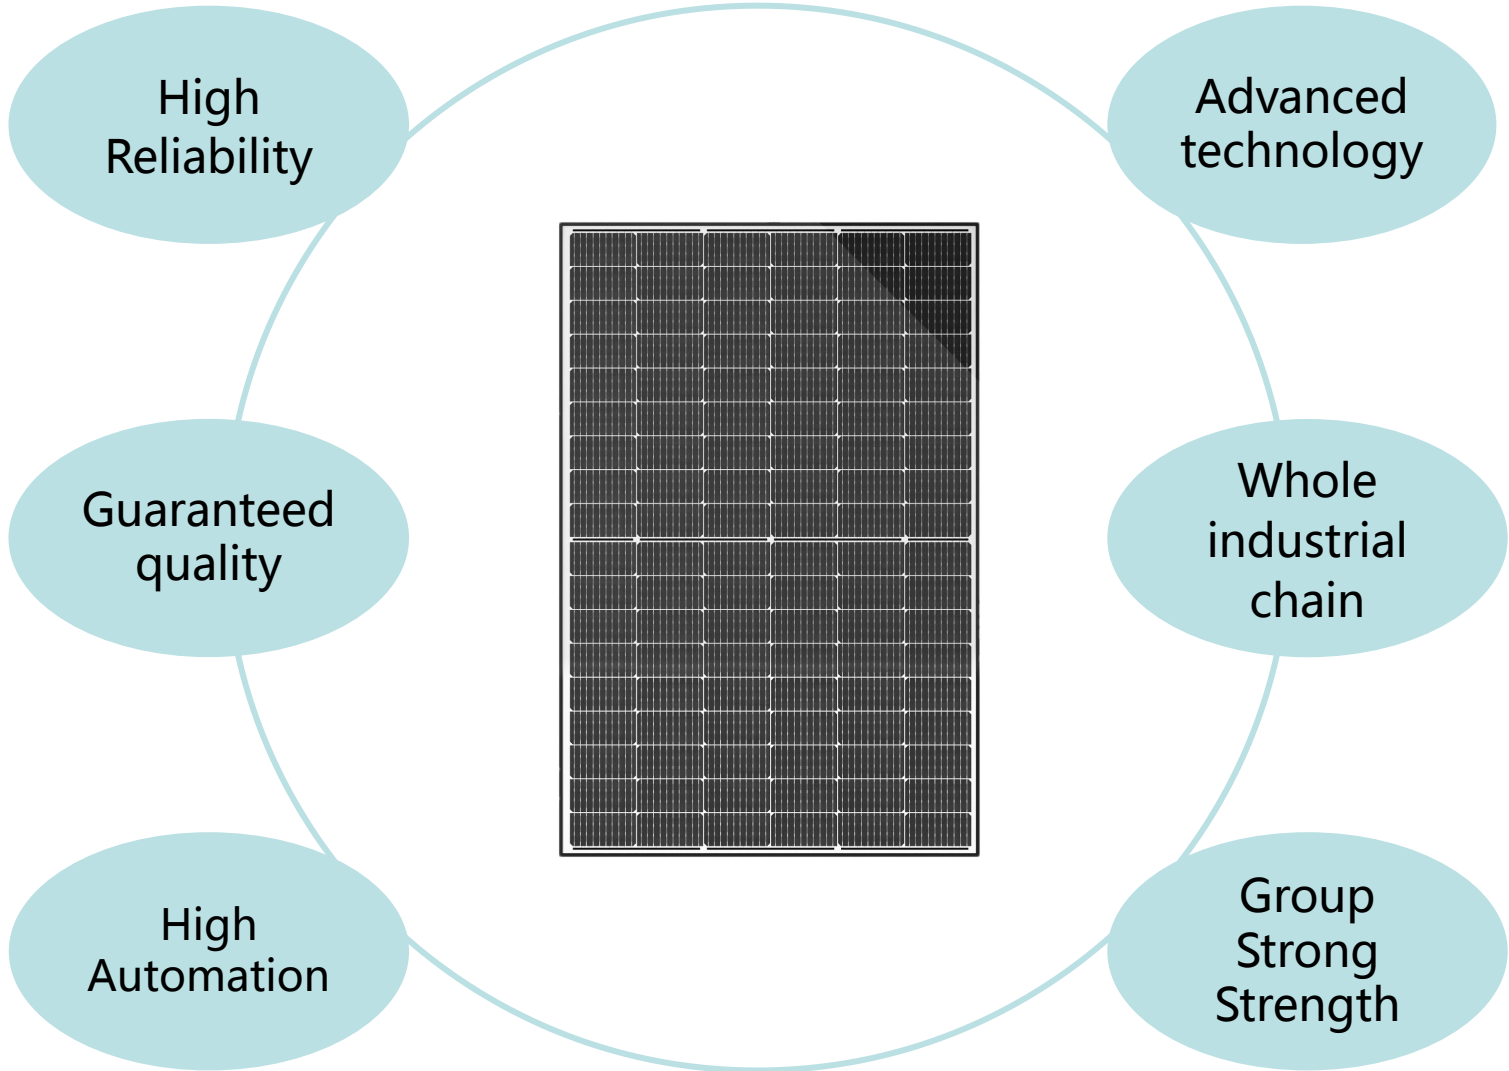 High
Reliability
Advanced
technology
Guaranteed
quality
Whole
industrial
chain
High
Automation
Group
Strong
Strength